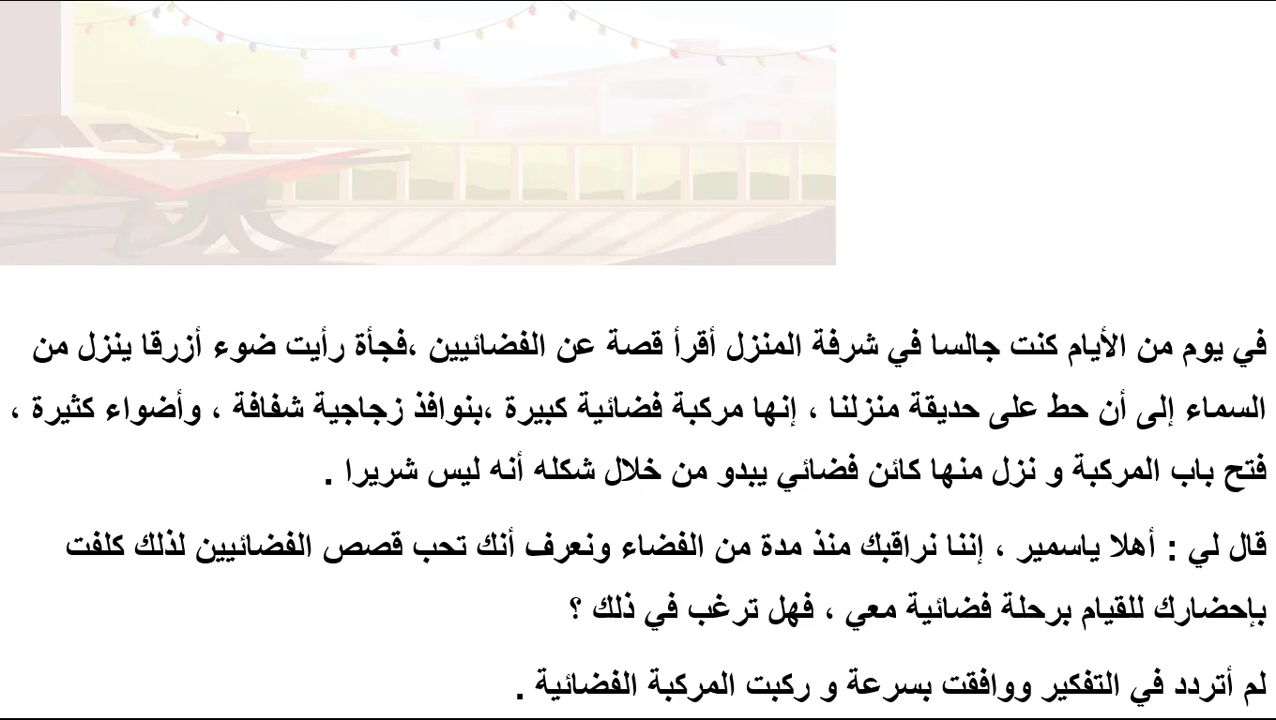 في يوم من الأيام كنت جالسا في شرفة المنزل أقرأ قصة عن الفضائيين ،فجأة رأيت ضوء أزرقا ينزل من
السماء إلى أن حط على حديقة منزلنا ، إنها مركبة فضائية كبيرة ،بنوافذ زجاجية شفافة ، وأضواء كثيرة ،
فتح باب المركبة و نزل منها كائن فضائي يبدو من خلال شكله أنه ليس شريرا .
قال لي : أهلا ياسمير ، إننا نراقبك منذ مدة من الفضاء ونعرف أنك تحب قصص الفضائيين لذلك كلفت
بإحضارك للقيام برحلة فضائية معي ، فهل ترغب في ذلك ؟
لم أتردد في التفكير ووافقت بسرعة و ركبت المركبة الفضائية .